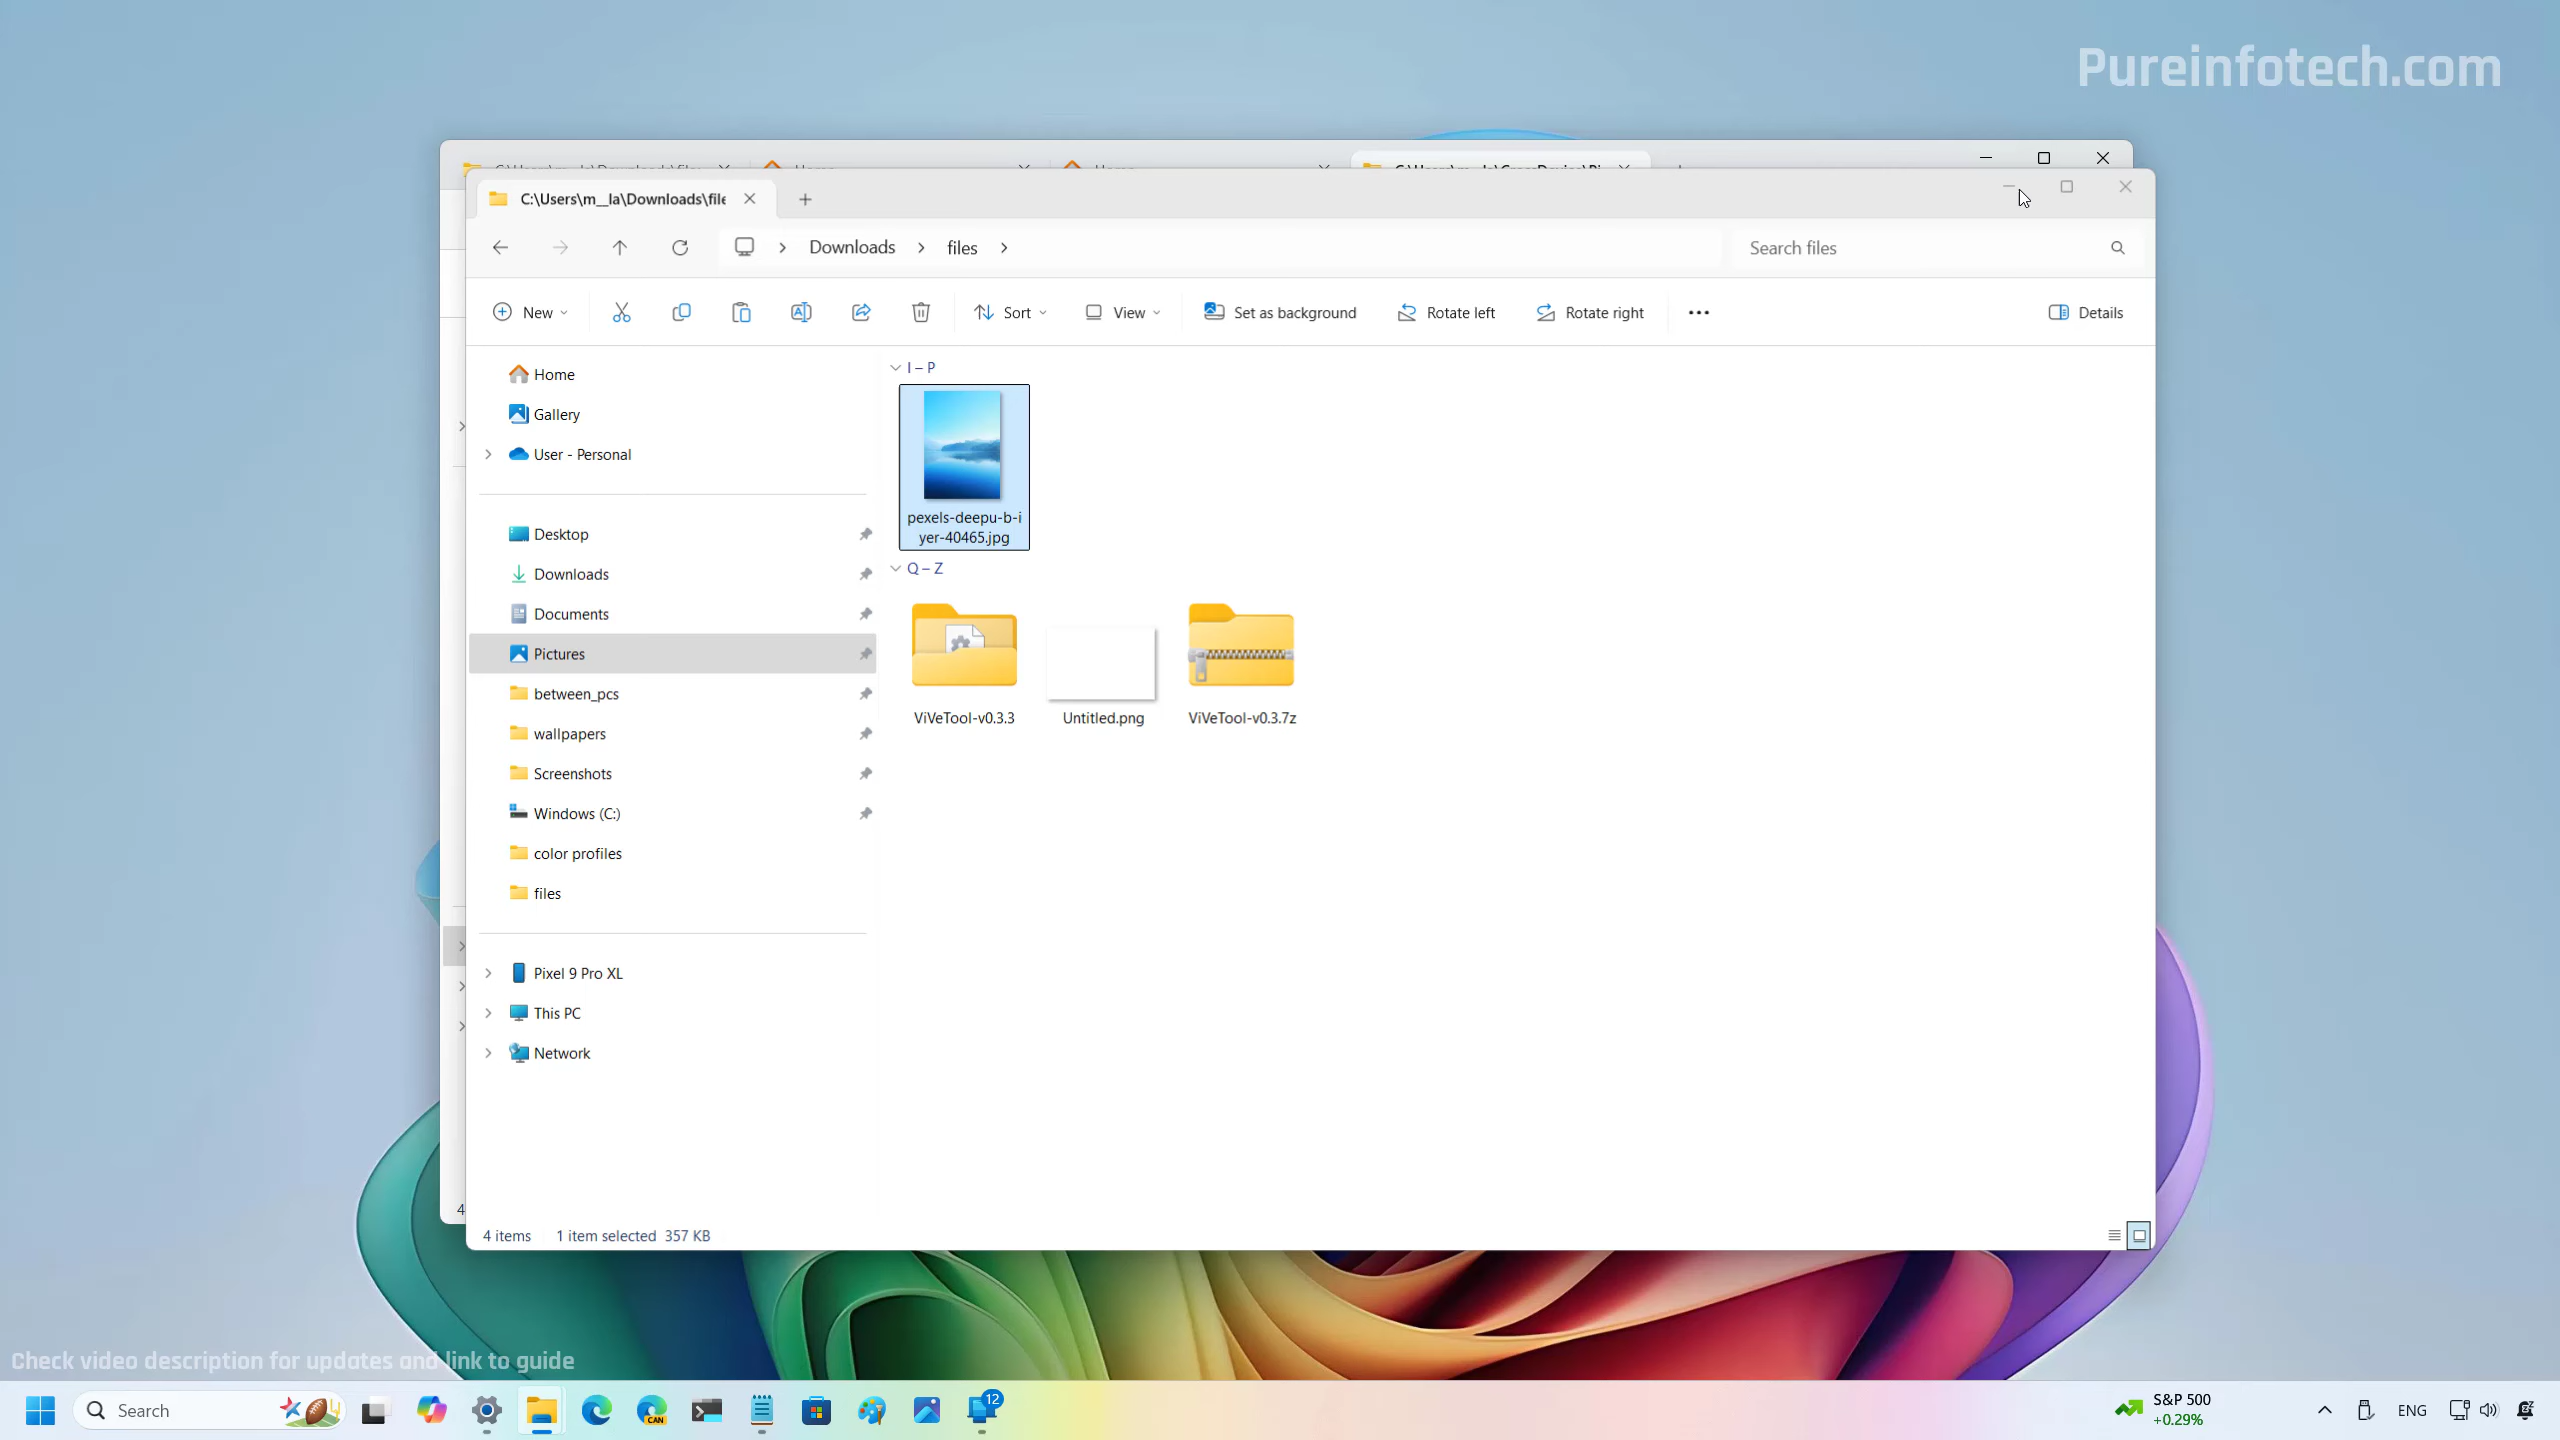 Pureinfotech.com
C:\Users\m__la\Downloads\file
Downloads
files
Search files
New
Sort
View
Set as background
Rotate left
Rotate right
Details
Home
Gallery
User - Personal
Desktop
Downloads
Documents
Pictures
between_pcs
wallpapers
Screenshots
Windows (C:)
color profiles
files
Pixel 9 Pro XL
This PC
Network
I – P
pexels-deepu-b-i
yer-40465.jpg
Q – Z
ViVeTool-v0.3.3
Untitled.png
ViVeTool-v0.3.7z
4
4 items
1 item selected 357 KB
Check video description for updates and link to guide
Search
CAN
12
S&P 500
+0.29%
ENG